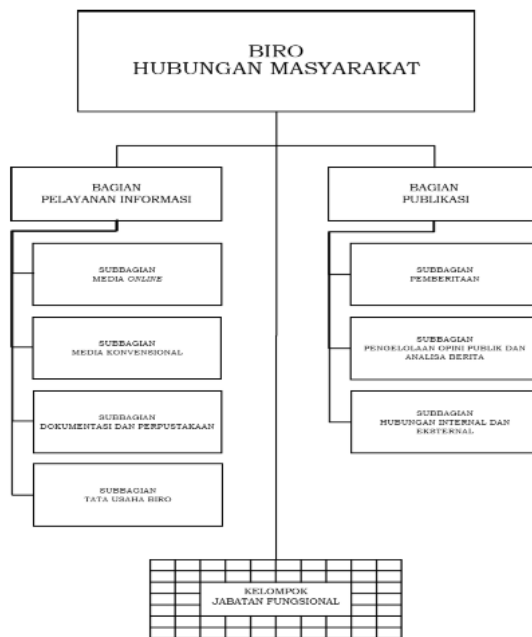 BIRO
HUBUNGAN MASYARAKAT
BAGIAN
PELAYANAN INFORMASI
SUBBAGIAN
MEDIA ONLINE
SUBBAGIAN
MEDIA KONVENSIONAL
SUBBAGIAN
DOKUMENTASI DAN PERPUSTAKAAN
SUBBAGIAN
TATA USAHA BIRO
BAGIAN
PUBLIKASI
SUBBAGIAN
PEMBERITAAN
SUBBAGIAN
PENGELOLAAN OPINI PUBLIK DAN
ANALISA BERITA
SUBBAGIAN
HUBUNGAN INTERNAL DAN
EKSTERNAL
KELOMPOK
JABATAN FUNGSIONAL